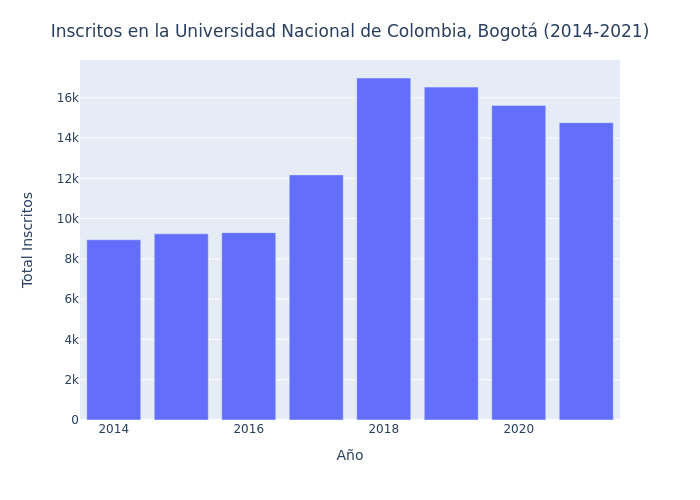 Inscritos en la Universidad Nacional de Colombia, Bogotá (2014-2021)
Total Inscritos
16k
14k
12k
10k
8k
6k
4k
2k
0
2014
2016
2018
2020
Año